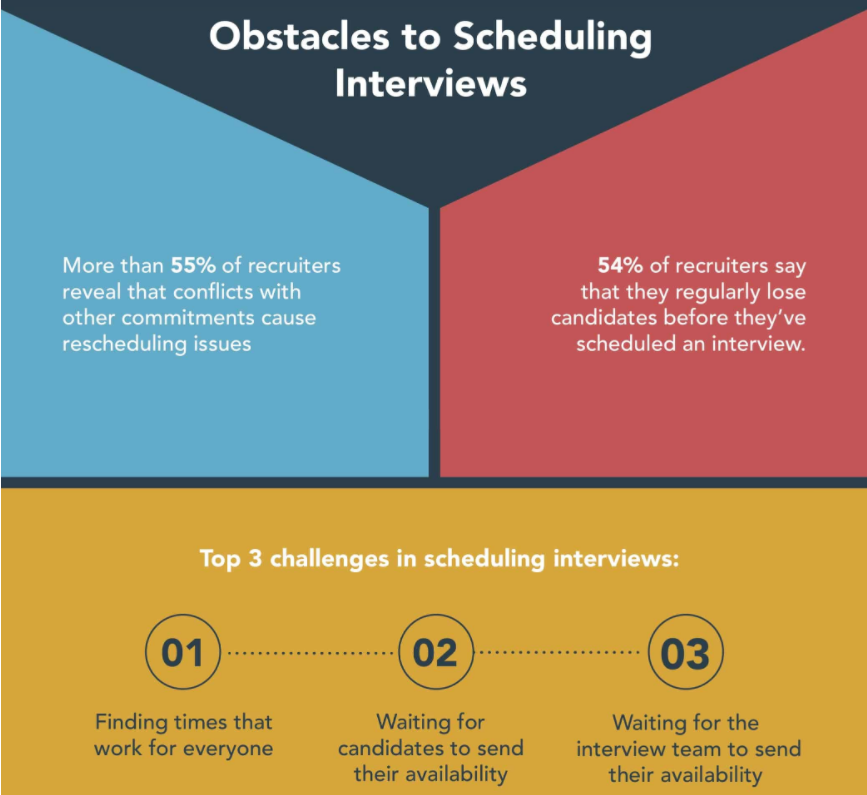 Obstacles to Scheduling
Interviews
More than 55% of recruiters
reveal that conflicts with
other commitments cause
rescheduling issues
54% of recruiters say
that they regularly lose
candidates before they've
scheduled an interview.
Top 3 challenges in scheduling interviews:
01
Finding times that
work for everyone
02
Waiting for
candidates to send
their availability
03
Waiting for the
interview team to send
their availability